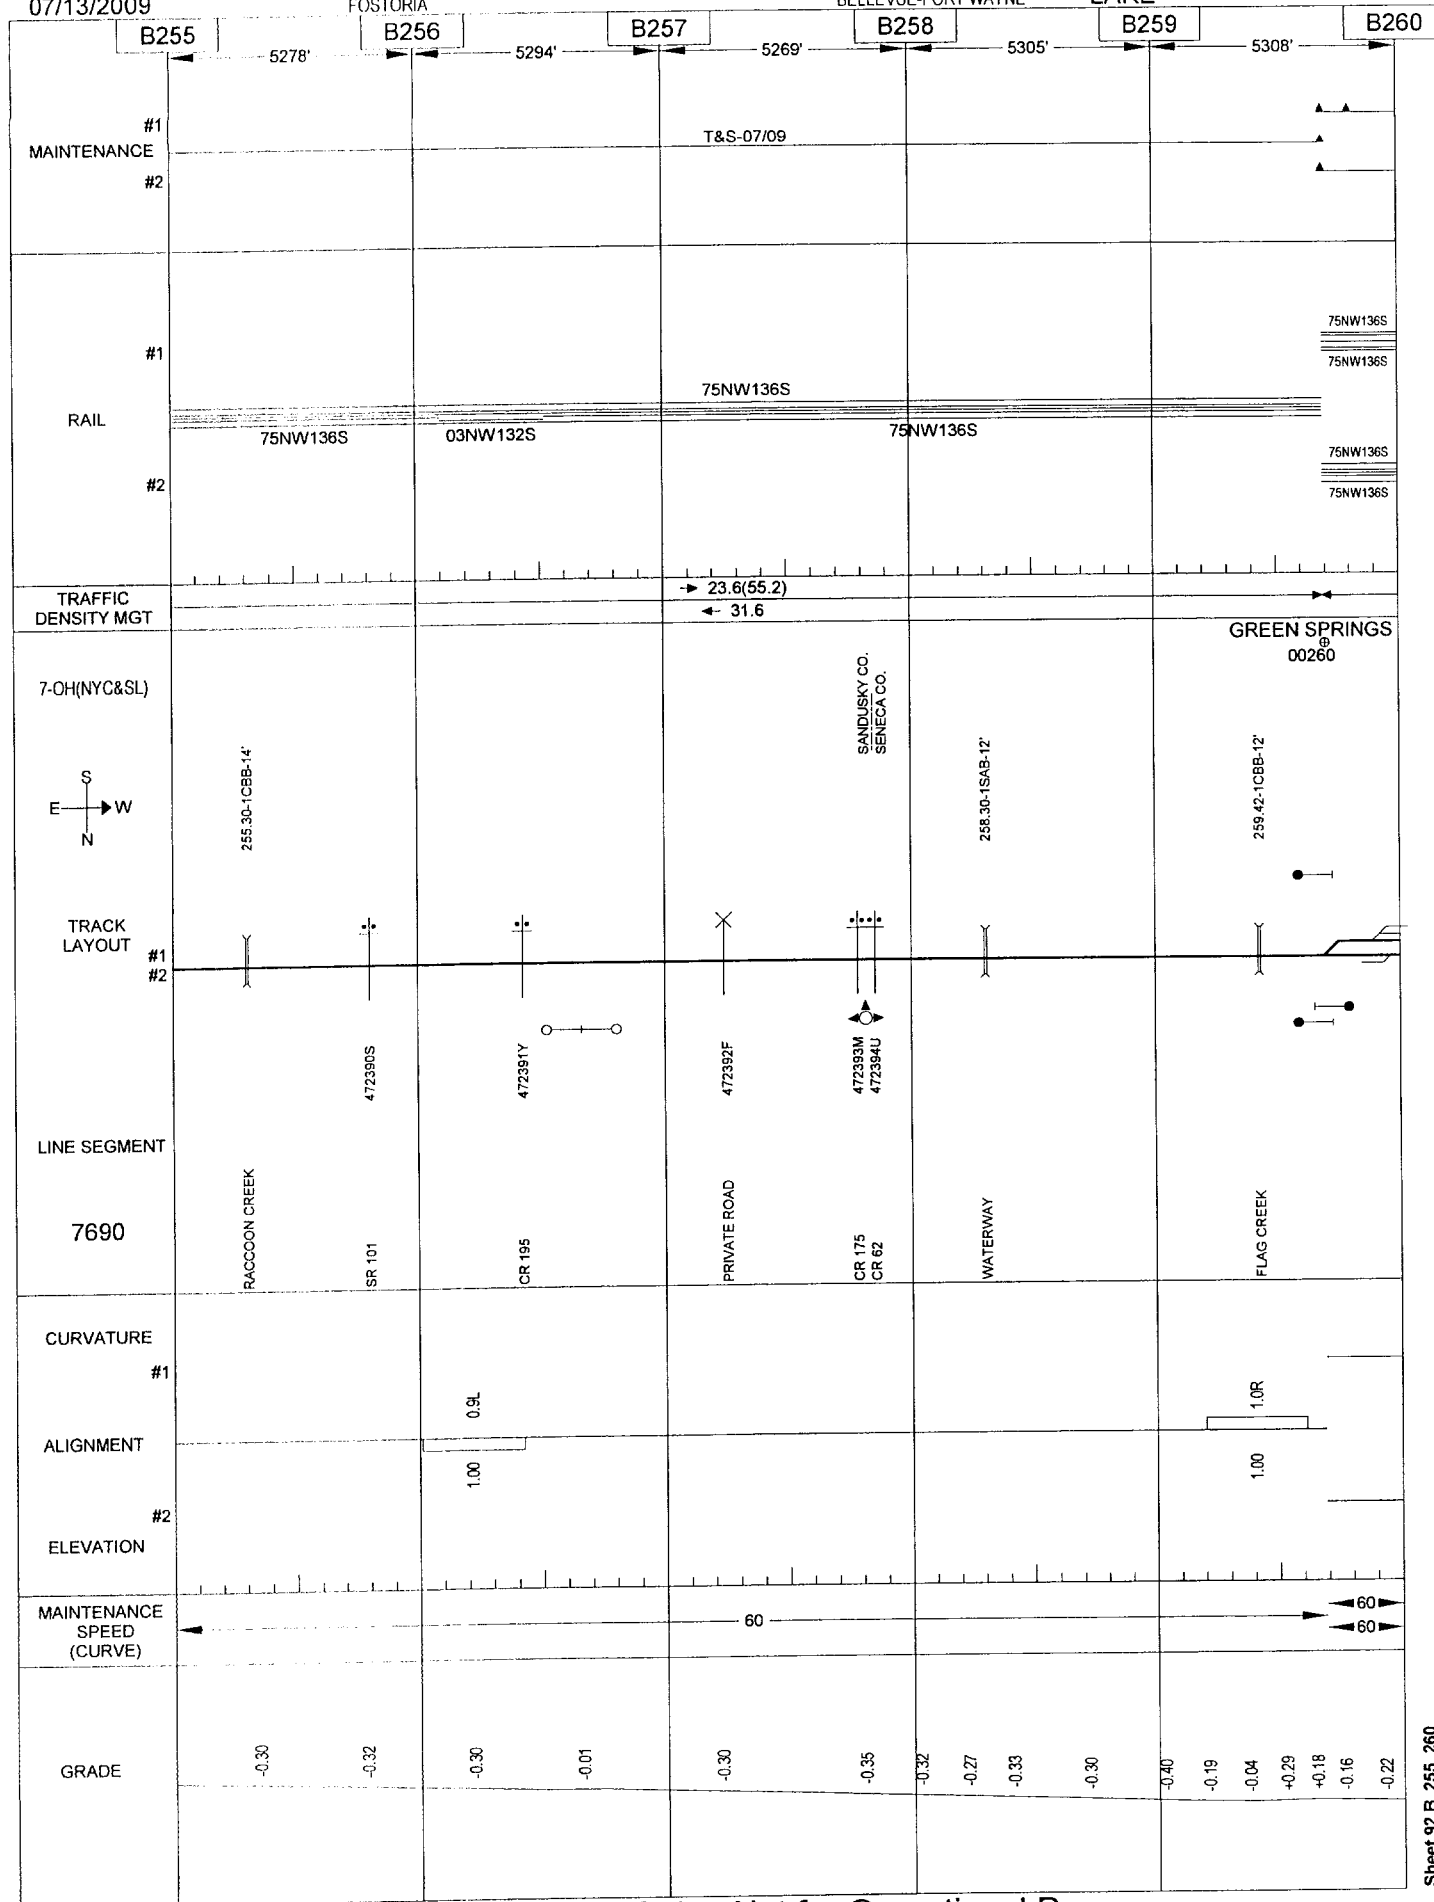 07/13/2009 FOSTORIA BELLEVUE-FORT WAYNE LAKE
B255 B256 B257 B258 B259 B260
5278' 5294' 5269' 5305' 5308'
#1
MAINTENANCE
#2
T&S-07/09
RAIL
#1
#2
75NW136S
75NW136S
75NW136S
75NW136S 03NW132S 75NW136S
75NW136S
75NW136S
TRAFFIC
DENSITY MGT
23.6(55.2)
31.6
GREEN SPRINGS
00260
7-OH(NYC&SL)
S
E W
N
255.30-1CBB-14'
SANDUSKY CO.
SENECA CO.
258.30-1SAB-12'
259.42-1CBB-12'
TRACK
LAYOUT
#1
#2
472390S
472391Y
472392F
472393M
472394U
LINE SEGMENT
7690
RACCOON CREEK
SR 101
CR 195
PRIVATE ROAD
CR 175
CR 62
WATERWAY
FLAG CREEK
CURVATURE
#1
ALIGNMENT
#2
ELEVATION
0.9L
1.00
1.0R
1.00
MAINTENANCE
SPEED
(CURVE)
60
60
60
GRADE
-0.30
-0.32
-0.30
-0.01
-0.30
-0.35
-0.32
-0.27
-0.33
-0.30
-0.40
-0.19
-0.04
+0.29
+0.18
-0.16
-0.22
Sheet 92 B 255 260